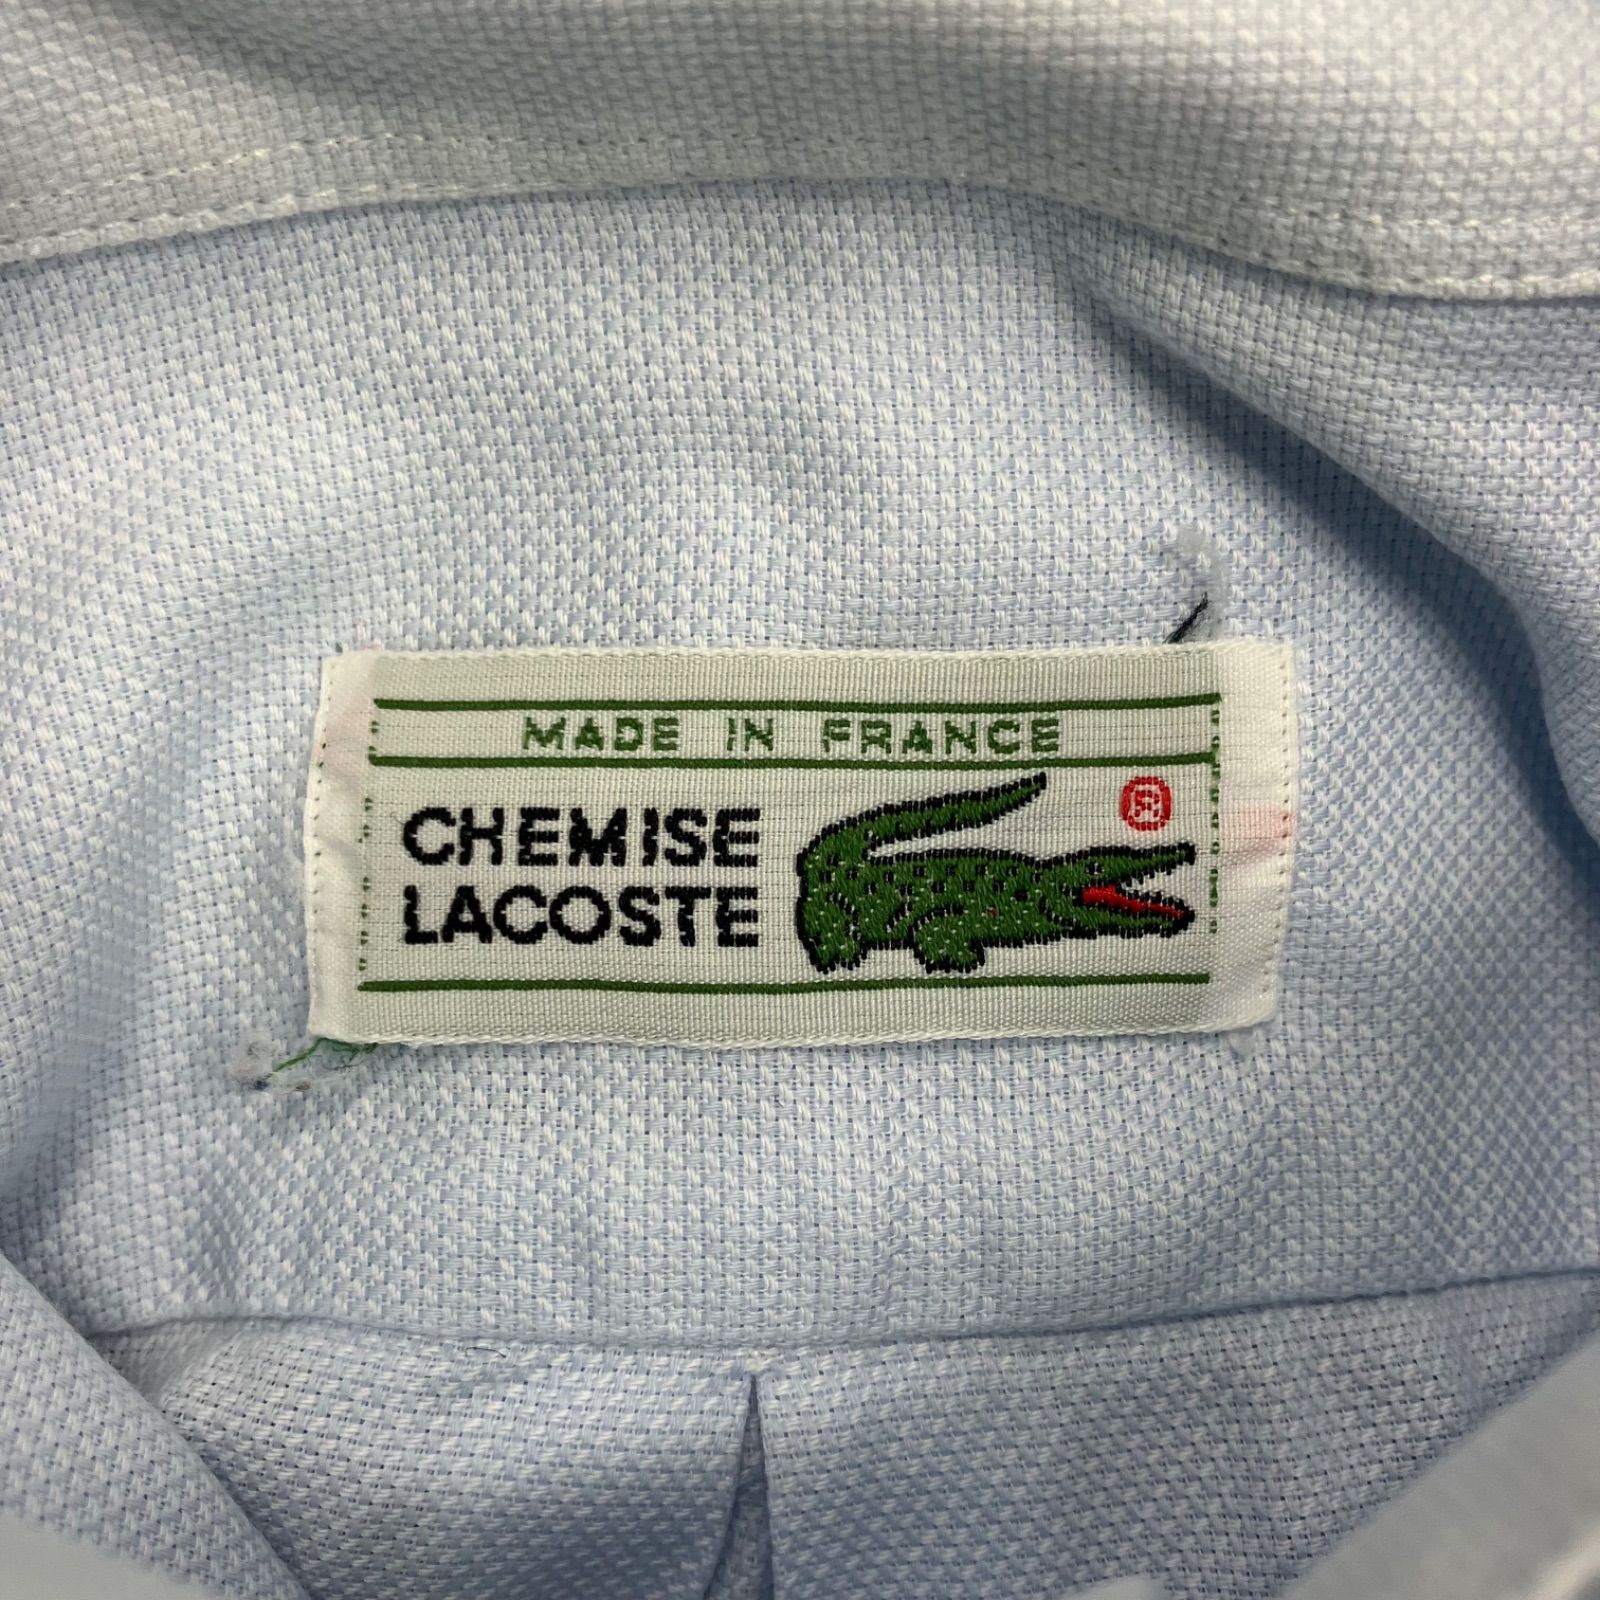 MADE IN FRANCE
CHEMISE
LACOSTE
®